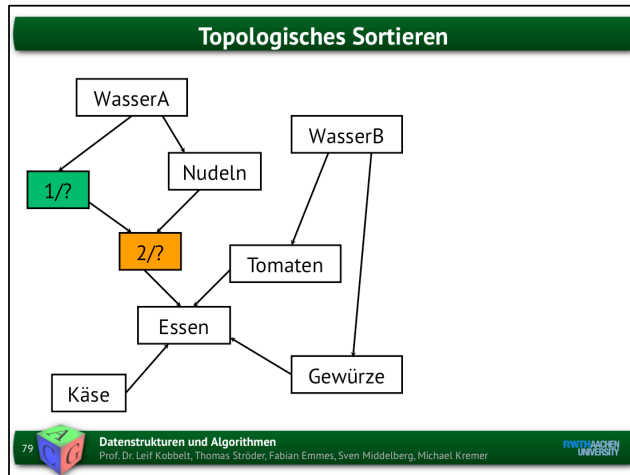 Topologisches Sortieren
WasserA
WasserB
Nudeln
1/?
2/?
Tomaten
Essen
Gewürze
Käse
79
A
C G
Datenstrukturen und Algorithmen
Prof. Dr. Leif Kobbelt, Thomas Ströder, Fabian Emmes, Sven Middelberg, Michael Kremer
RWTHAACHEN
UNIVERSITY